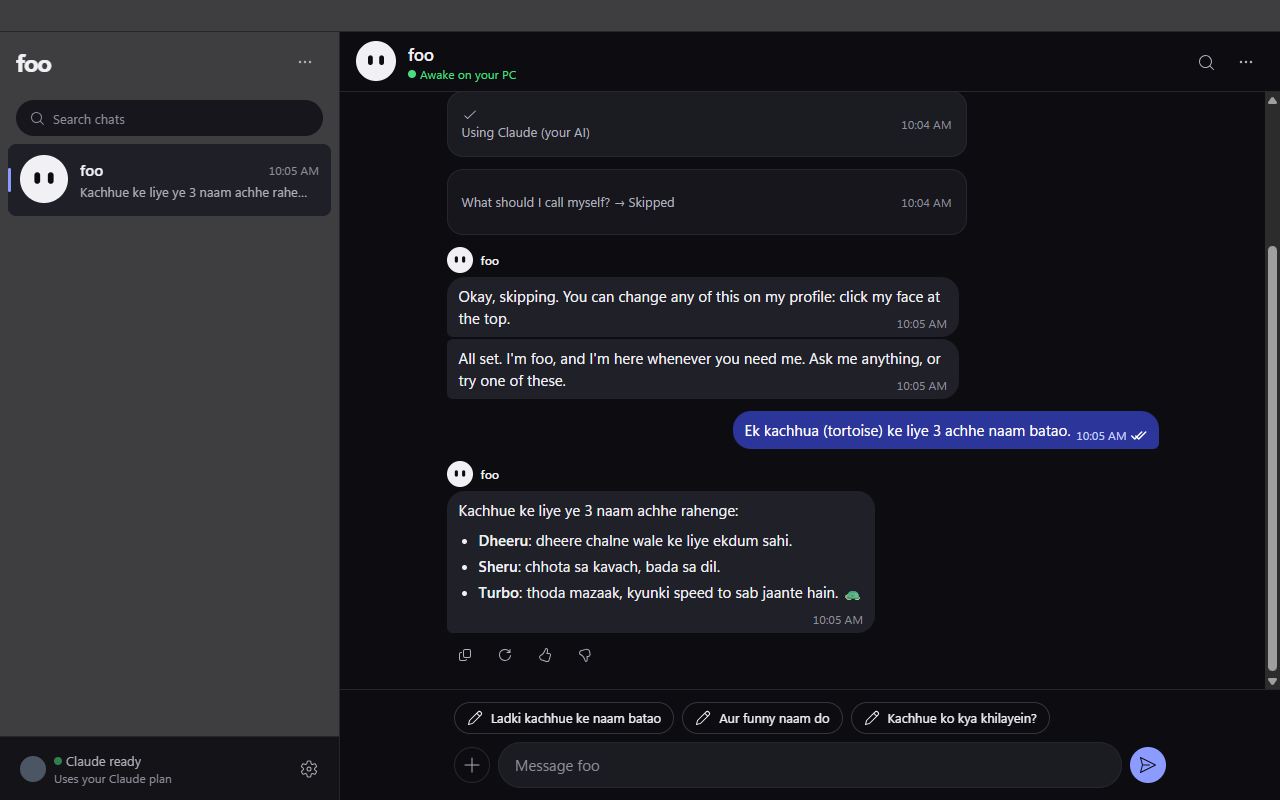 foo
Search chats
foo
10:05 AM
Kachhue ke liye ye 3 naam achhe rahe...
Claude ready
Uses your Claude plan
foo
Awake on your PC
Using Claude (your AI)
10:04 AM
What should I call myself? → Skipped
10:04 AM
foo
Okay, skipping. You can change any of this on my profile: click my face at
the top.
10:05 AM
All set. I'm foo, and I'm here whenever you need me. Ask me anything, or
try one of these.
10:05 AM
Ek kachhua (tortoise) ke liye 3 achhe naam batao.
10:05 AM
foo
Kachhue ke liye ye 3 naam achhe rahenge:
• Dheeru: dheere chalne wale ke liye ekdum sahi.
• Sheru: chhota sa kavach, bada sa dil.
• Turbo: thoda mazaak, kyunki speed to sab jaante hain. 🐢
10:05 AM
Ladki kachhue ke naam batao
Aur funny naam do
Kachhue ko kya khilayein?
Message foo